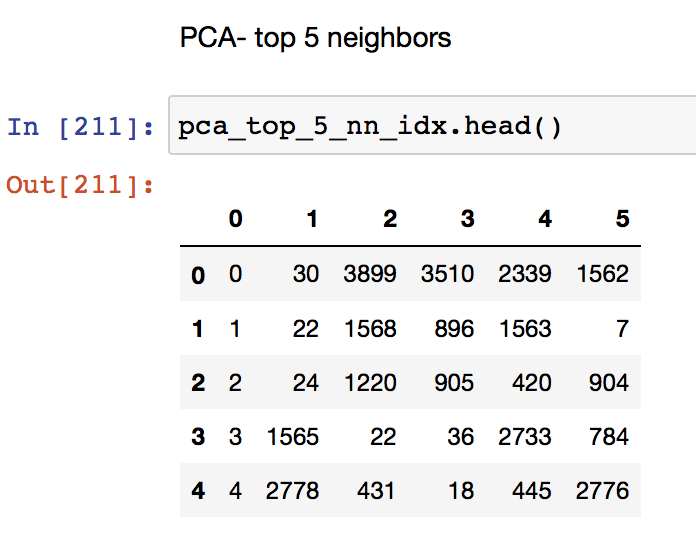 PCA- top 5 neighbors
In [211]: pca_top_5_nn_idx.head()
Out[211]:
0 1 2 3 4 5
0 0 30 3899 3510 2339 1562
1 1 22 1568 896 1563 7
2 2 24 1220 905 420 904
3 3 1565 22 36 2733 784
4 4 2778 431 18 445 2776